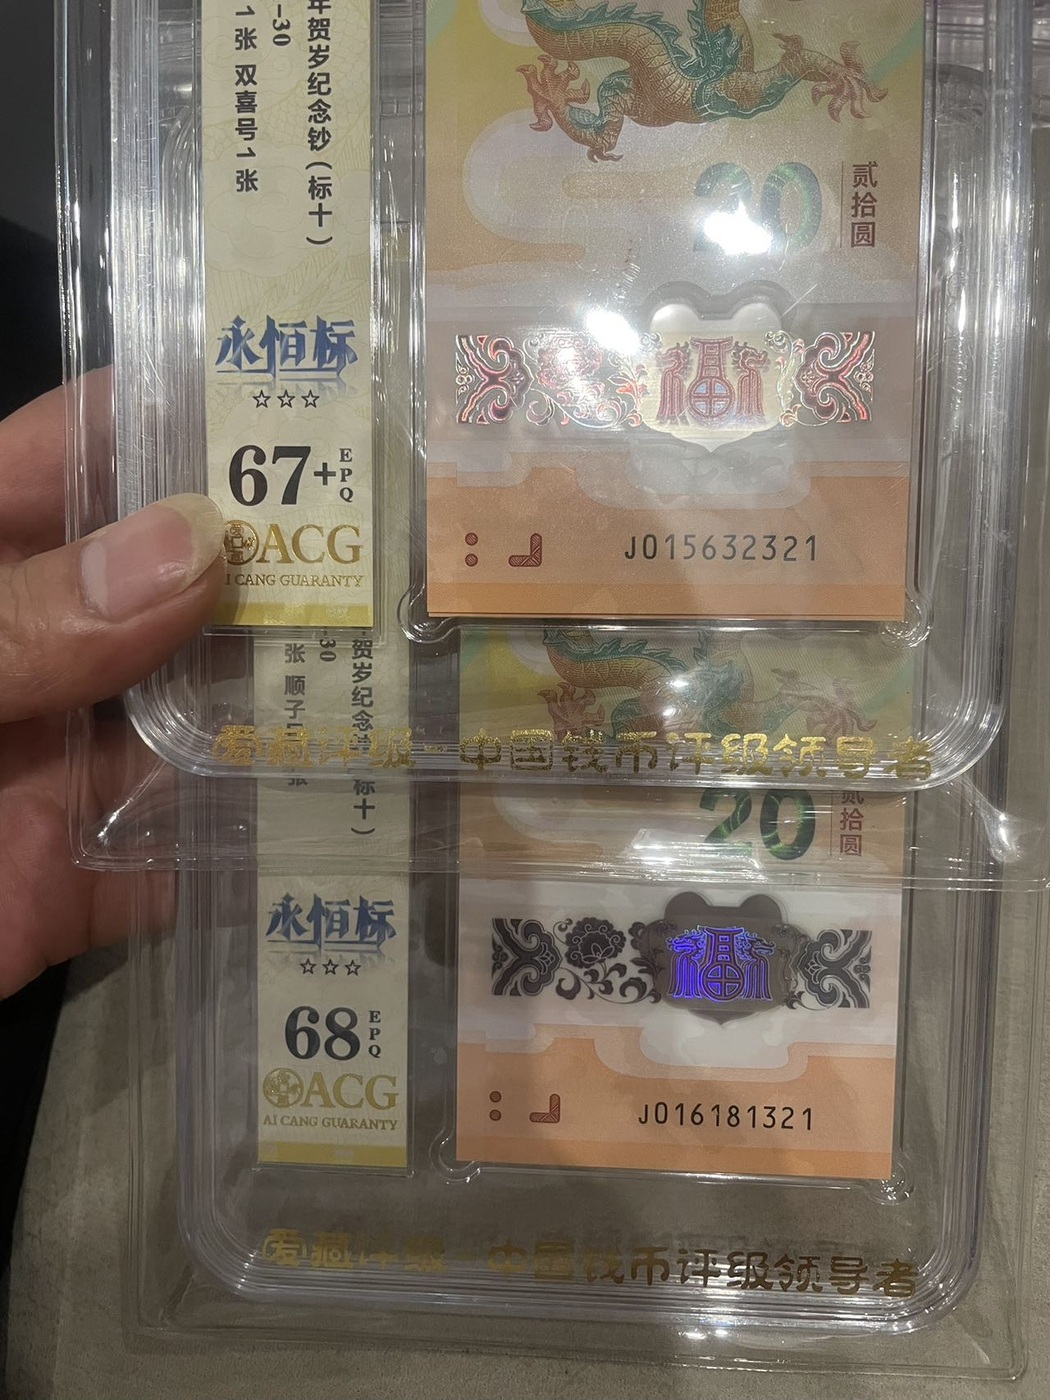 年贺岁纪念钞(标十)
-30
1张 双喜号1张
永恒标
☆☆☆
67+
EPQ
ACG
AI CANG GUARANTY
20
贰拾圆
J015632321
爱藏评级 中国钱币评级领导者
贺岁纪念
标十)
-30
张 顺子
张
永恒标
☆☆☆
68
EPQ
ACG
AI CANG GUARANTY
20
贰拾圆
J016181321
爱藏评级 中国钱币评级领导者